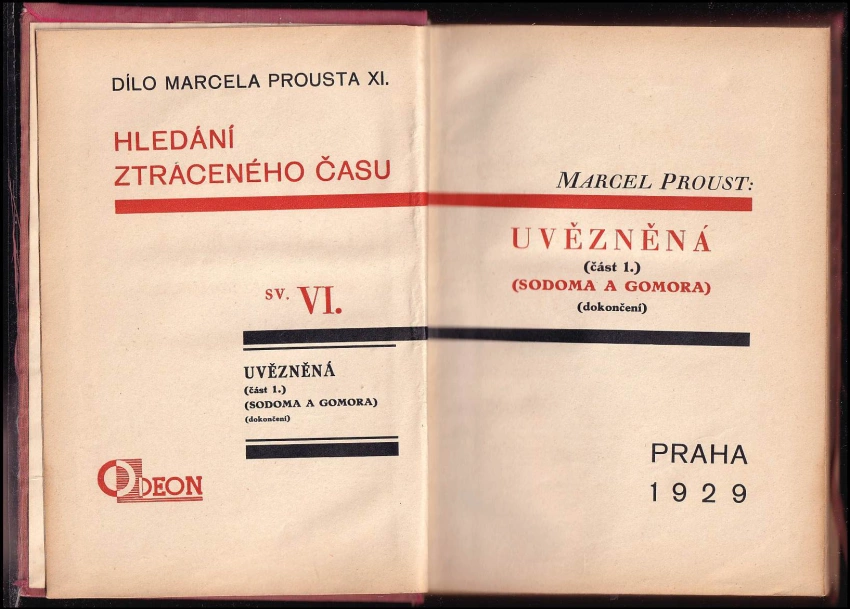 DÍLO MARCELA PROUSTA XI.
HLEDÁNÍ
ZTRÁCENÉHO ČASU
SV. VI.
UVĚZNĚNÁ
(část 1.)
(SODOMA A GOMORA)
(dokončení)
ODEON
MARCEL PROUST:
UVĚZNĚNÁ
(část 1.)
(SODOMA A GOMORA)
(dokončení)
PRAHA
1929